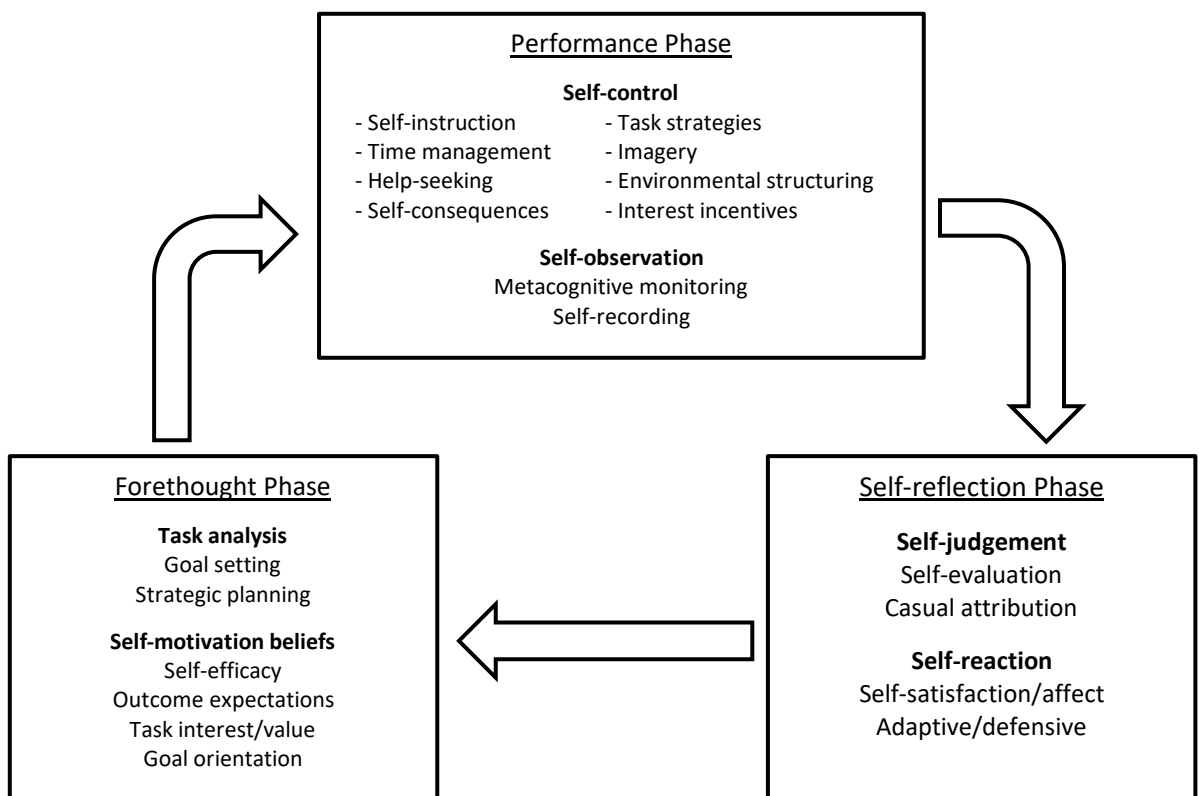 Performance Phase
Self-control
- Self-instruction - Task strategies
- Time management - Imagery
- Help-seeking - Environmental structuring
- Self-consequences - Interest incentives
Self-observation
Metacognitive monitoring
Self-recording
Forethought Phase
Task analysis
Goal setting
Strategic planning
Self-motivation beliefs
Self-efficacy
Outcome expectations
Task interest/value
Goal orientation
Self-reflection Phase
Self-judgement
Self-evaluation
Casual attribution
Self-reaction
Self-satisfaction/affect
Adaptive/defensive